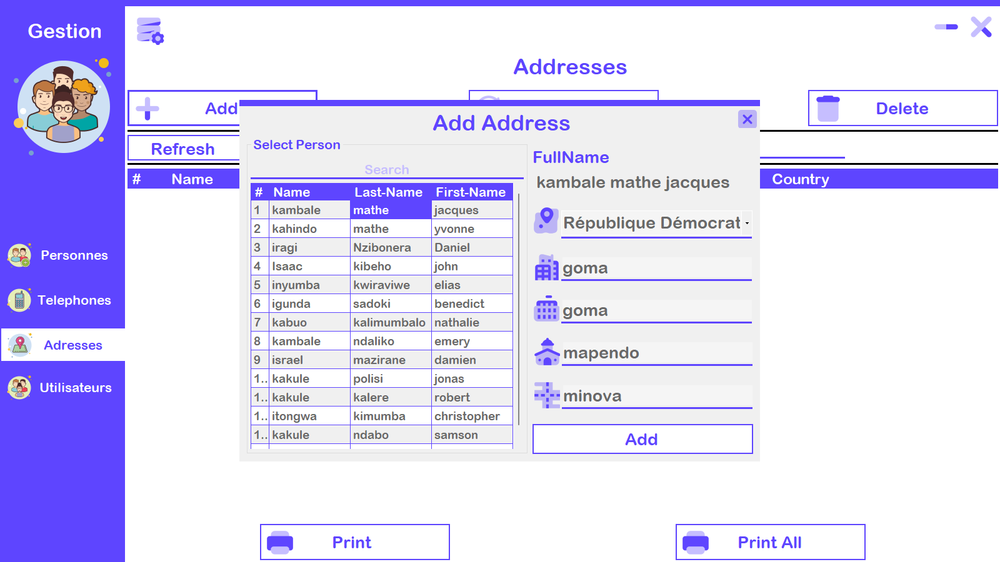 Gestion
Addresses
Add
Delete
Add Address
Refresh
Select Person
FullName
Search
# Name
Country
kambale mathe jacques
# Name Last-Name First-Name
1 kambale mathe jacques
2 kahindo mathe yvonne
3 iragi Nzibonera Daniel
4 Isaac kibeho john
5 inyumba kwiraviwe elias
6 igunda sadoki benedict
7 kabuo kalimumbalo nathalie
8 kambale ndaliko emery
9 israel mazirane damien
1.. kakule polisi jonas
1.. kakule kalere robert
1.. itongwa kimumba christopher
1.. kakule ndabo samson
République Démocrat
goma
goma
mapendo
minova
Add
Personnes
Telephones
Adresses
Utilisateurs
Print
Print All